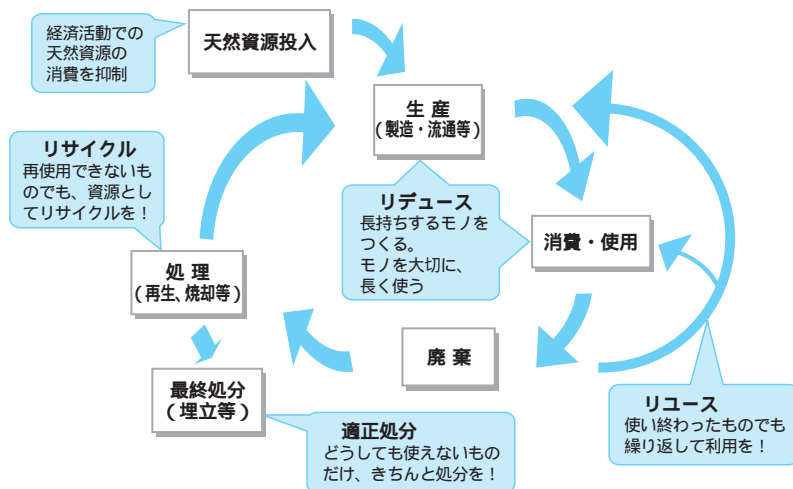 経済活動での
天然資源の
消費を抑制
天然資源投入
生 産
（製造・流通等）
リサイクル
再使用できないも
のでも、資源とし
てリサイクルを！
リデュース
長持ちするモノを
つくる。
モノを大切に、
長く使う
消費・使用
処 理
（再生、焼却等）
廃 棄
最終処分
（埋立等）
適正処分
どうしても使えないもの
だけ、きちんと処分を！
リユース
使い終わったものでも
繰り返して利用を！